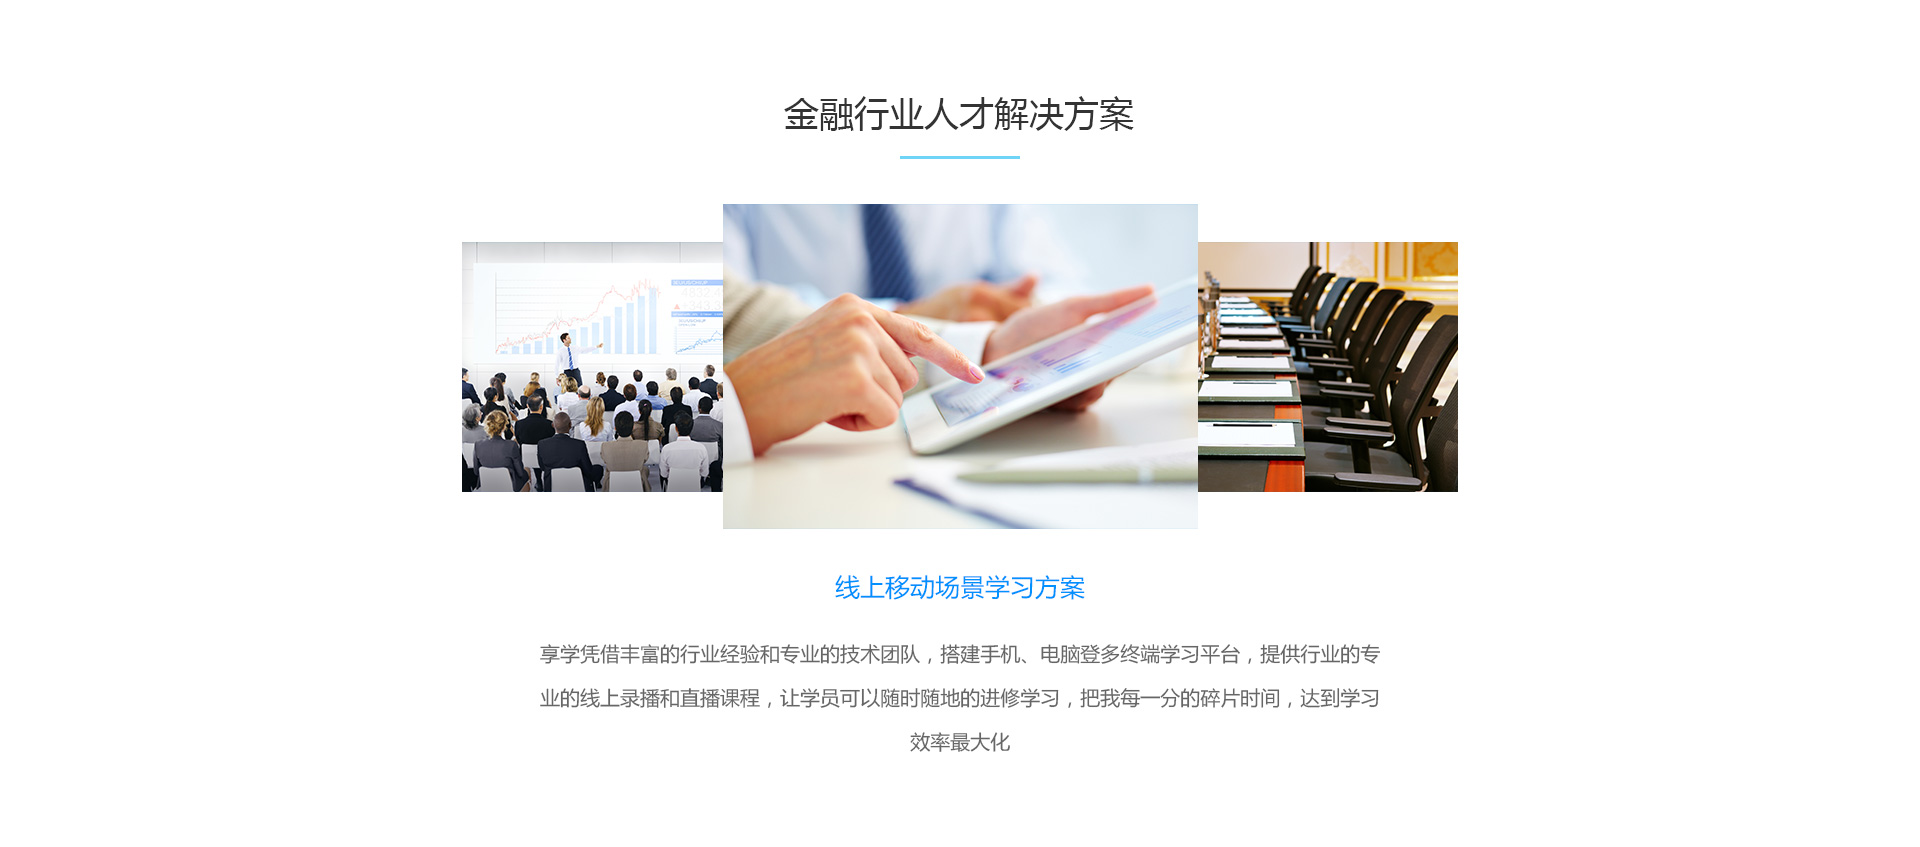 金融行业人才解决方案
线上移动场景学习方案
享学凭借丰富的行业经验和专业的技术团队，搭建手机、电脑登多终端学习平台，提供行业的专
业的线上录播和直播课程，让学员可以随时随地的进修学习，把我每一分的碎片时间，达到学习
效率最大化